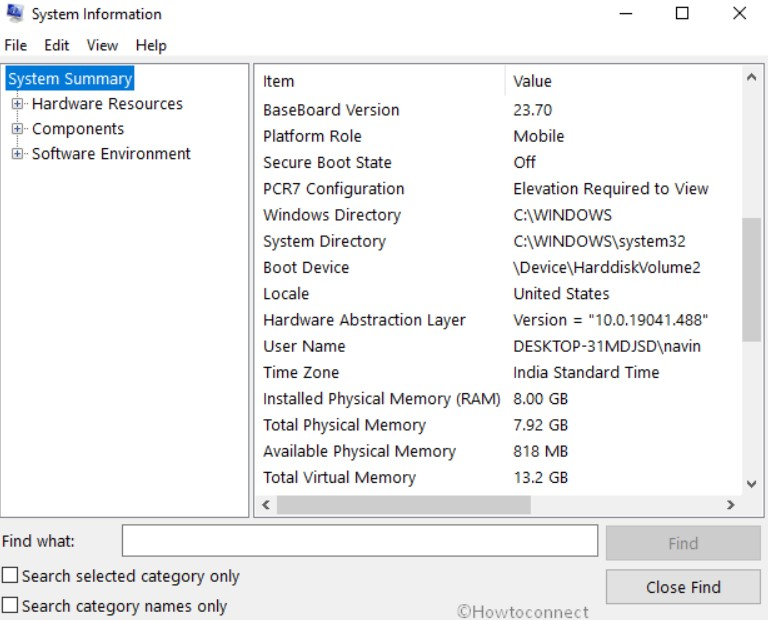 System Information
File Edit View Help
System Summary
Hardware Resources
Components
Software Environment
Item Value
BaseBoard Version 23.70
Platform Role Mobile
Secure Boot State Off
PCR7 Configuration Elevation Required to View
Windows Directory C:\WINDOWS
System Directory C:\WINDOWS\system32
Boot Device \Device\HarddiskVolume2
Locale United States
Hardware Abstraction Layer Version = "10.0.19041.488"
User Name DESKTOP-31MDJSD\navin
Time Zone India Standard Time
Installed Physical Memory (RAM) 8.00 GB
Total Physical Memory 7.92 GB
Available Physical Memory 818 MB
Total Virtual Memory 13.2 GB
Find what: Find
Search selected category only Close Find
Search category names only
©Howtoconnect